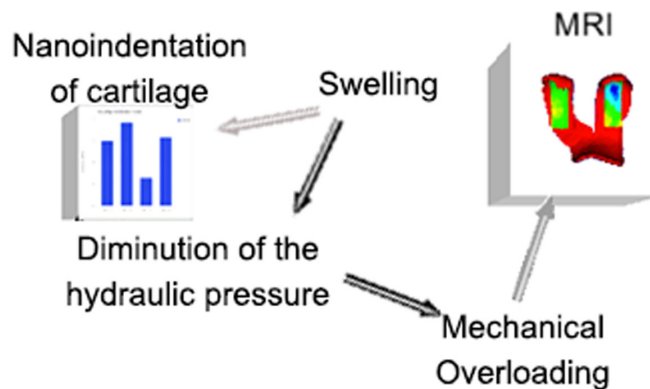 Nanoindentation
of cartilage
Swelling
MRI
Diminution of the
hydraulic pressure
Mechanical
Overloading